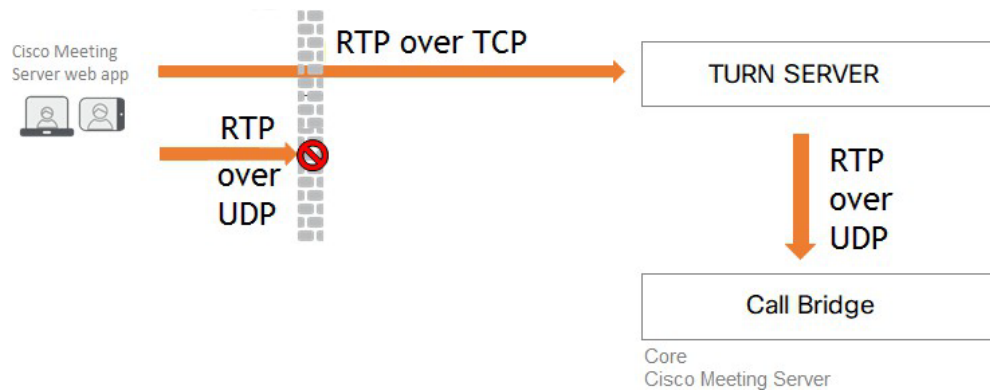 Cisco Meeting
Server web app
RTP over TCP
TURN SERVER
RTP
over
UDP
RTP
over
UDP
Call Bridge
Core
Cisco Meeting Server